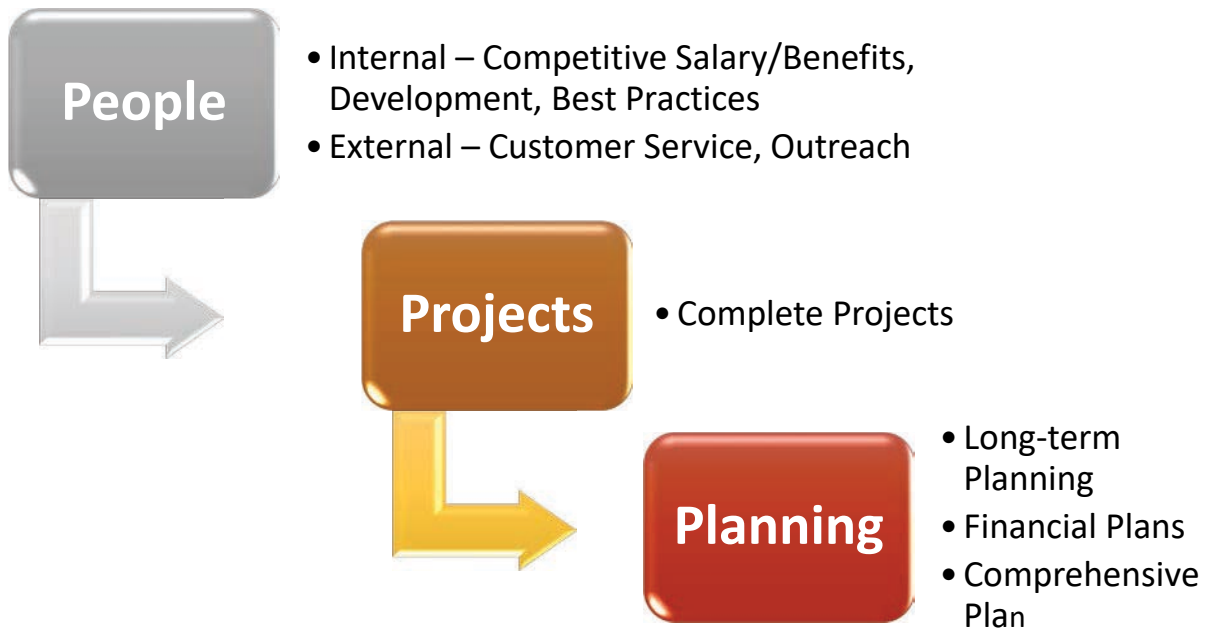 People
• Internal – Competitive Salary/Benefits,
Development, Best Practices
• External – Customer Service, Outreach
Projects
• Complete Projects
Planning
• Long-term
Planning
• Financial Plans
• Comprehensive
Plan